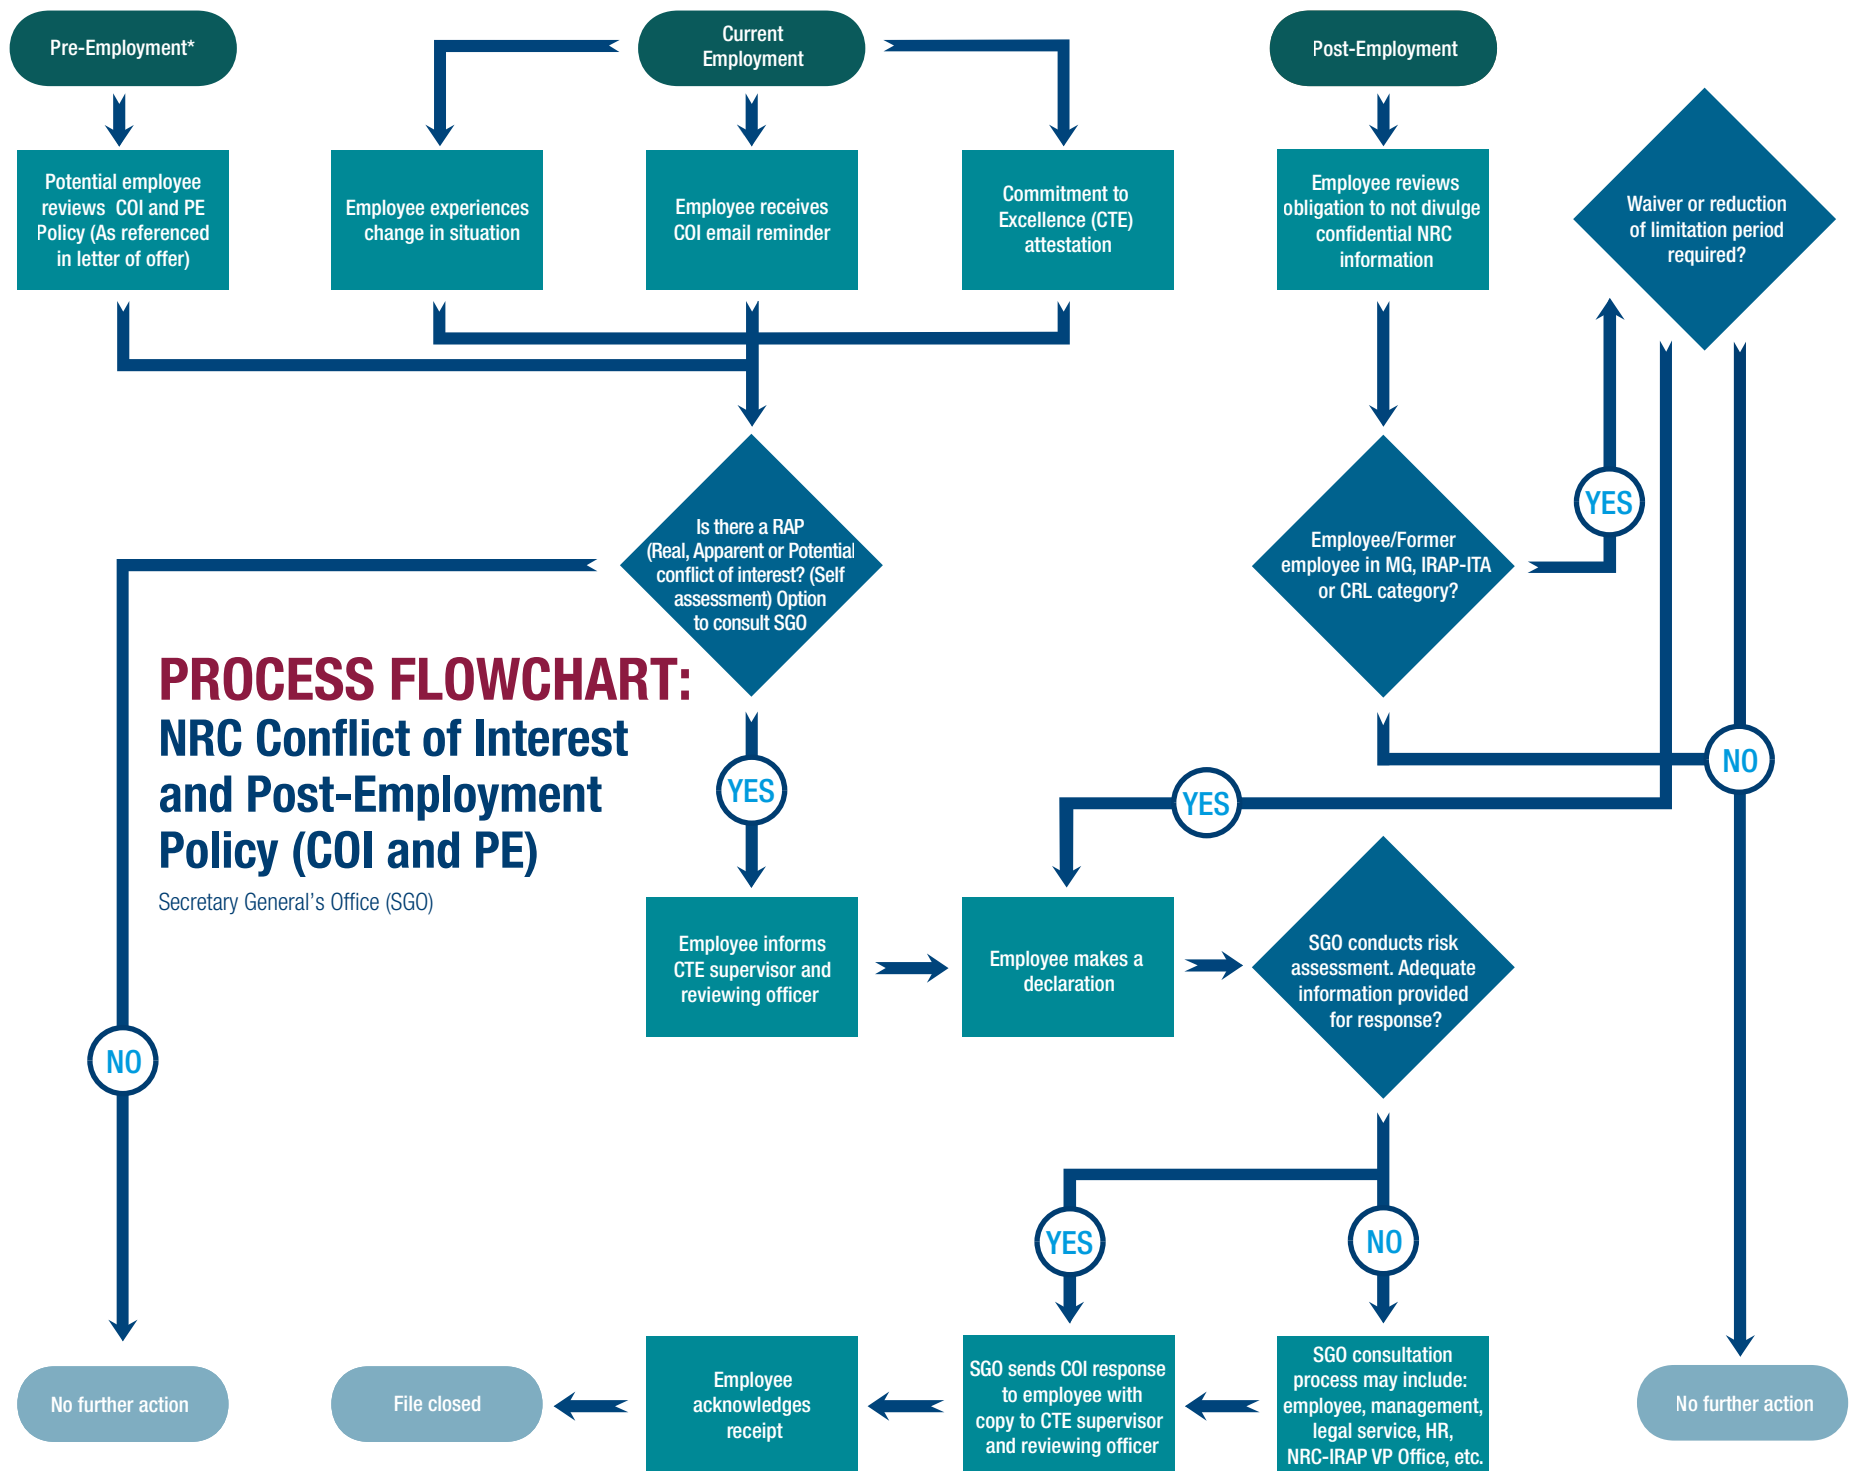 Pre-Employment*
Current
Employment
Post-Employment
Potential employee
reviews COI and PE
Policy (As referenced
in letter of offer)
Employee experiences
change in situation
Employee receives
COI email reminder
Commitment to
Excellence (CTE)
attestation
Employee reviews
obligation to not divulge
confidential NRC
information
Waiver or reduction
of limitation period
required?
Is there a RAP
(Real, Apparent or Potential
conflict of interest? (Self
assessment) Option
to consult SGO
Employee/Former
employee in MG, IRAP-ITA
or CRL category?
YES
PROCESS FLOWCHART:
NRC Conflict of Interest
and Post-Employment
Policy (COI and PE)
Secretary General's Office (SGO)
YES
YES
NO
Employee informs
CTE supervisor and
reviewing officer
Employee makes a
declaration
SGO conducts risk
assessment. Adequate
information provided
for response?
NO
YES
NO
No further action
File closed
Employee
acknowledges
receipt
SGO sends COI response
to employee with
copy to CTE supervisor
and reviewing officer
SGO consultation
process may include:
employee, management,
legal service, HR,
NRC-IRAP VP Office, etc.
No further action